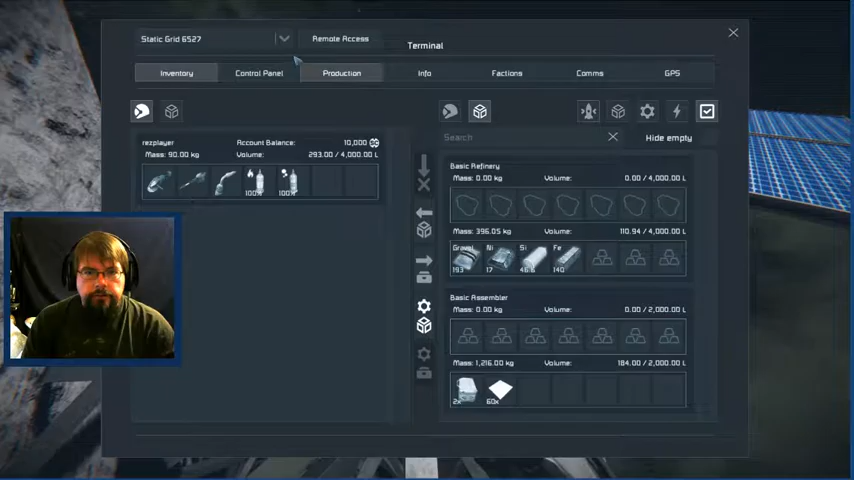 Static Grid 6527
Remote Access
Terminal
Inventory
Control Panel
Production
Info
Factions
Comms
GPS
Search
Hide empty
rezplayer
Account Balance: 10,000 SC
Mass: 90.00 kg
Volume: 293.00 / 4,000.00 L
100%
100%
Basic Refinery
Mass: 0.00 kg
Volume: 0.00 / 4,000.00 L
Mass: 396.05 kg
Volume: 110.94 / 4,000.00 L
Gravel
Ni
Si
Fe
193
17
46.6
140
Basic Assembler
Mass: 0.00 kg
Volume: 0.00 / 2,000.00 L
Mass: 1,216.00 kg
Volume: 184.00 / 2,000.00 L
2x
60x